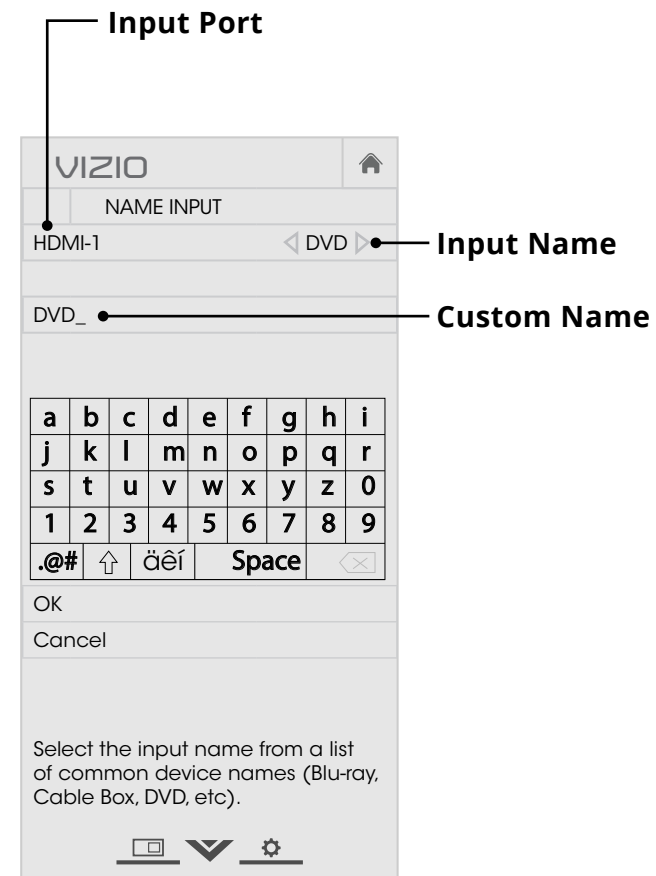 Input Port
VIZIO
NAME INPUT
HDMI-1 DVD Input Name
DVD_ Custom Name
a b c d e f g h i
j k l m n o p q r
s t u v w x y z 0
1 2 3 4 5 6 7 8 9
.@# äêí Space
OK
Cancel
Select the input name from a list
of common device names (Blu-ray,
Cable Box, DVD, etc).